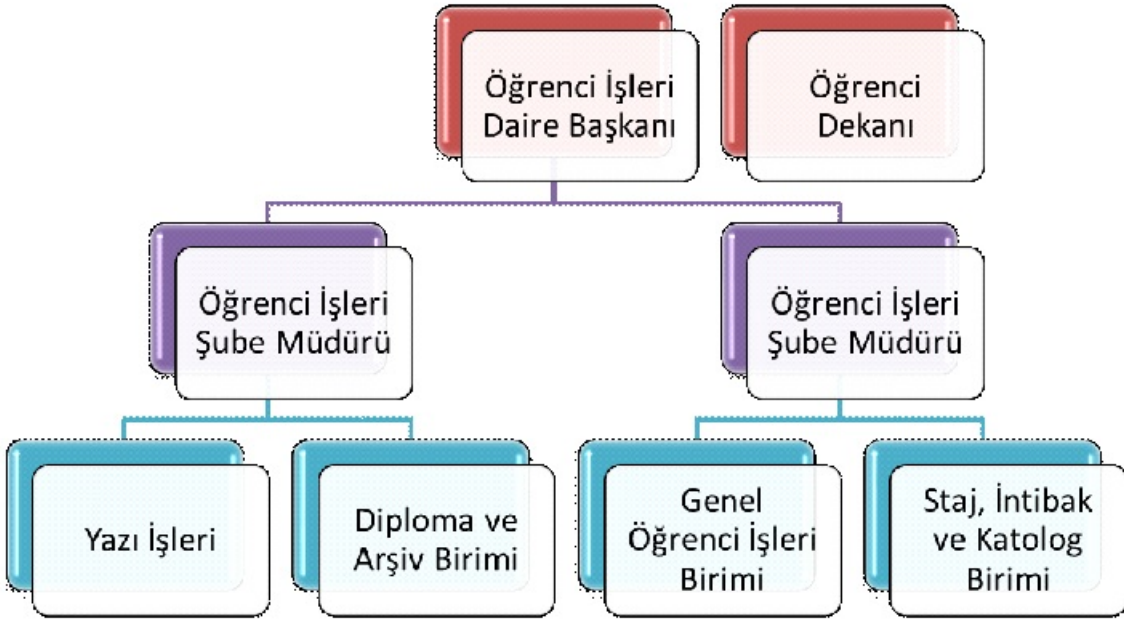 Öğrenci İşleri
Daire Başkanı
Öğrenci
Dekanı
Öğrenci İşleri
Şube Müdürü
Öğrenci İşleri
Şube Müdürü
Yazı İşleri
Diploma ve
Arşiv Birimi
Genel
Öğrenci İşleri
Birimi
Staj, İntibak
ve Katolog
Birimi